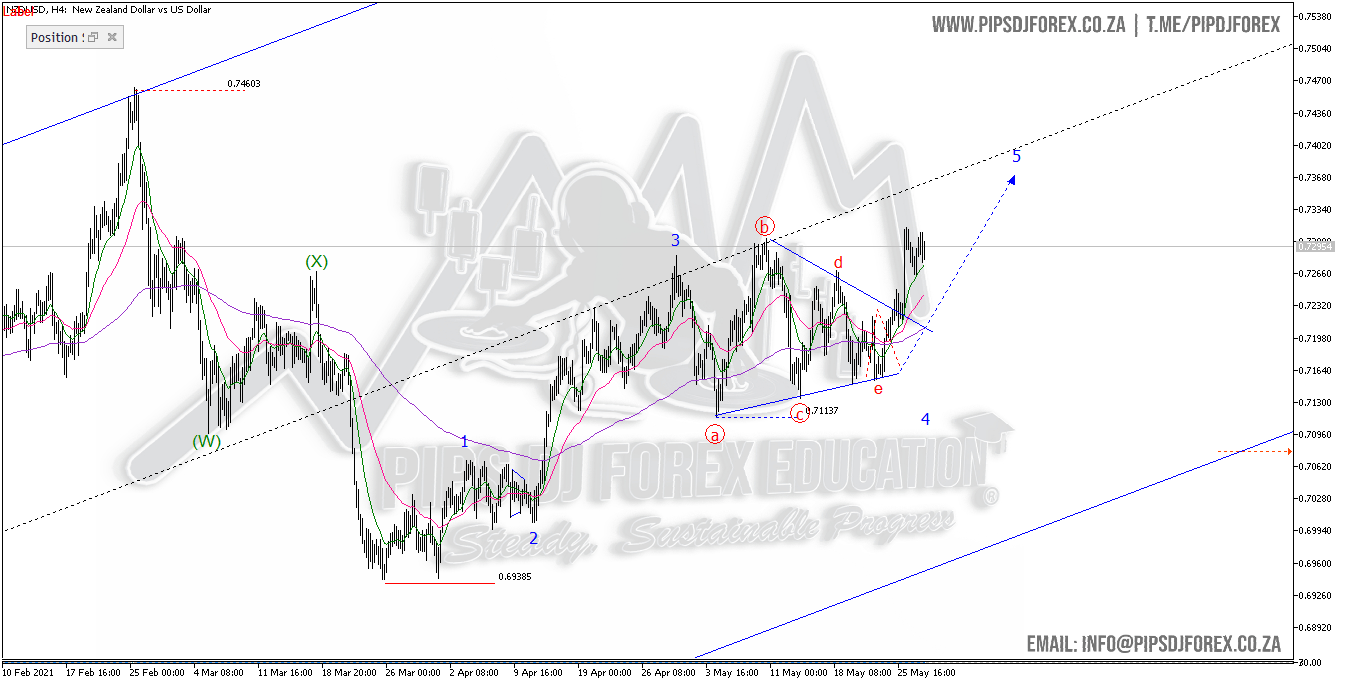 NZDUSD, H4: New Zealand Dollar vs US Dollar
Label
Position
WWW.PIPSDJFOREX.CO.ZA | T.ME/PIPDJFOREX
0.74603
(X)
(W)
1
2
3
0.69385
a
b
c
0.71137
d
e
4
5
PIPSDJ FOREX EDUCATION
®
Steady, Sustainable Progress
EMAIL: INFO@PIPSDJFOREX.CO.ZA
0.75380
0.75040
0.74700
0.74360
0.74020
0.73680
0.73340
0.72954
0.72660
0.72320
0.71980
0.71640
0.71300
0.70960
0.70620
0.70280
0.69940
0.69600
0.69260
0.68920
10 Feb 2021
17 Feb 16:00
25 Feb 00:00
4 Mar 08:00
11 Mar 16:00
18 Mar 20:00
26 Mar 00:00
2 Apr 08:00
9 Apr 16:00
19 Apr 00:00
26 Apr 08:00
3 May 16:00
11 May 00:00
18 May 08:00
25 May 16:00